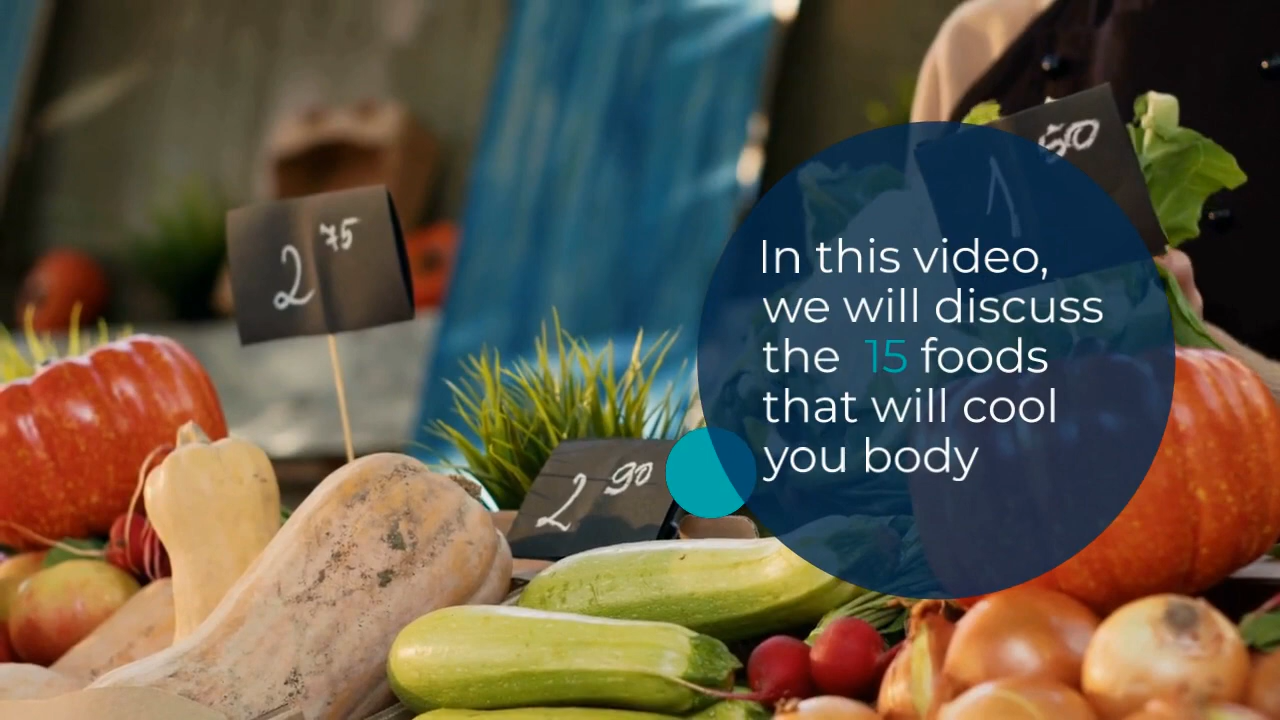 2 75
50
1
In this video,
we will discuss
the 15 foods
that will cool
you body
2 90